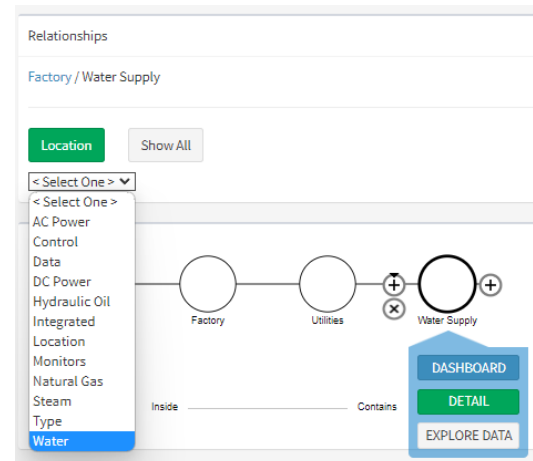 Relationships
Factory / Water Supply
Location Show All
< Select One >
< Select One >
AC Power
Control
Data
DC Power
Hydraulic Oil
Integrated
Location
Monitors
Natural Gas
Steam
Type
Water
Factory Utilities Water Supply
DASHBOARD
DETAIL
EXPLORE DATA
Inside Contains